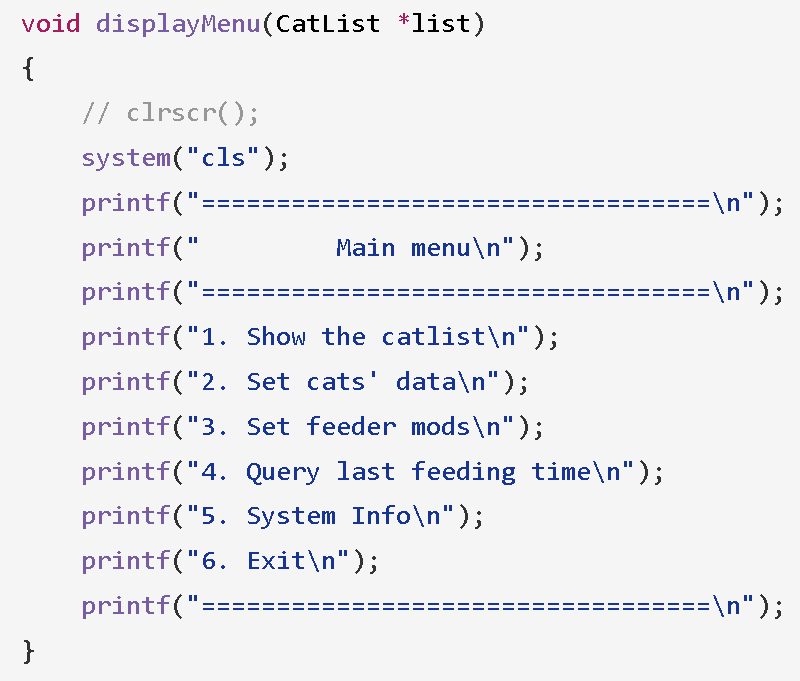 void displayMenu(CatList *list)
{
    // clrscr();
    system("cls");
    printf("==================================\n");
    printf("         Main menu\n");
    printf("==================================\n");
    printf("1. Show the catlist\n");
    printf("2. Set cats' data\n");
    printf("3. Set feeder mods\n");
    printf("4. Query last feeding time\n");
    printf("5. System Info\n");
    printf("6. Exit\n");
    printf("==================================\n");
}